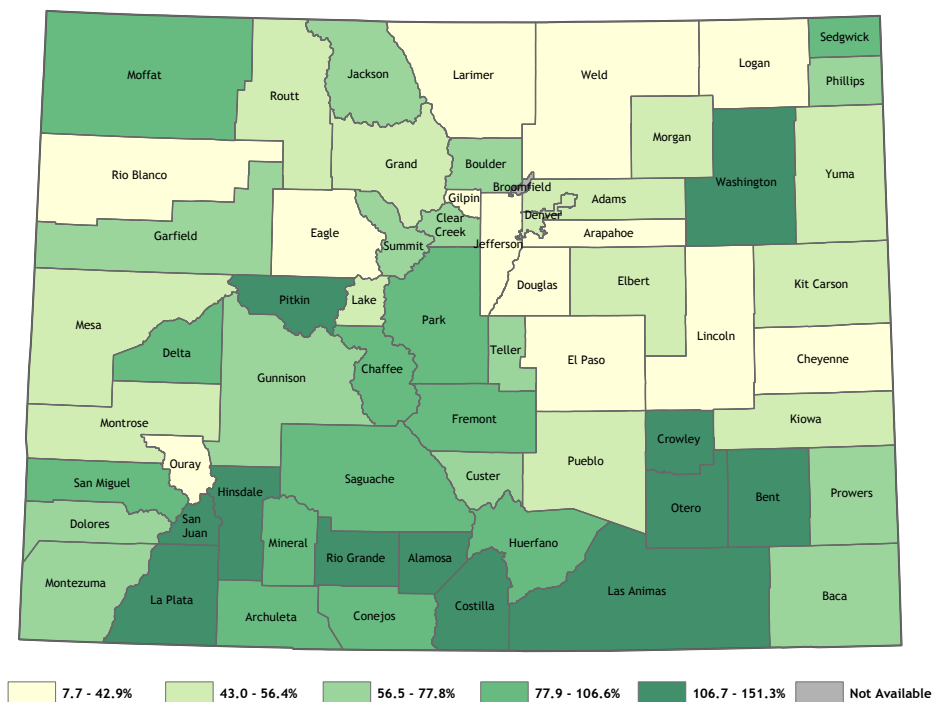 Sedgwick
Moffat
Jackson
Larimer
Weld
Logan
Phillips
Routt
Morgan
Grand
Boulder
Rio Blanco
Yuma
Washington
Broomfield
Gilpin
Adams
Denver
Clear
Creek
Eagle
Arapahoe
Garfield
Summit
Jefferson
Elbert
Kit Carson
Douglas
Pitkin
Lake
Park
Mesa
Lincoln
Teller
Delta
El Paso
Cheyenne
Chaffee
Gunnison
Fremont
Kiowa
Montrose
Crowley
Ouray
Pueblo
Custer
Saguache
San Miguel
Hinsdale
Prowers
Bent
Otero
Dolores
San
Juan
Mineral
Huerfano
Rio Grande
Alamosa
Montezuma
Las Animas
Baca
La Plata
Costilla
Archuleta
Conejos
7.7 - 42.9%
43.0 - 56.4%
56.5 - 77.8%
77.9 - 106.6%
106.7 - 151.3%
Not Available